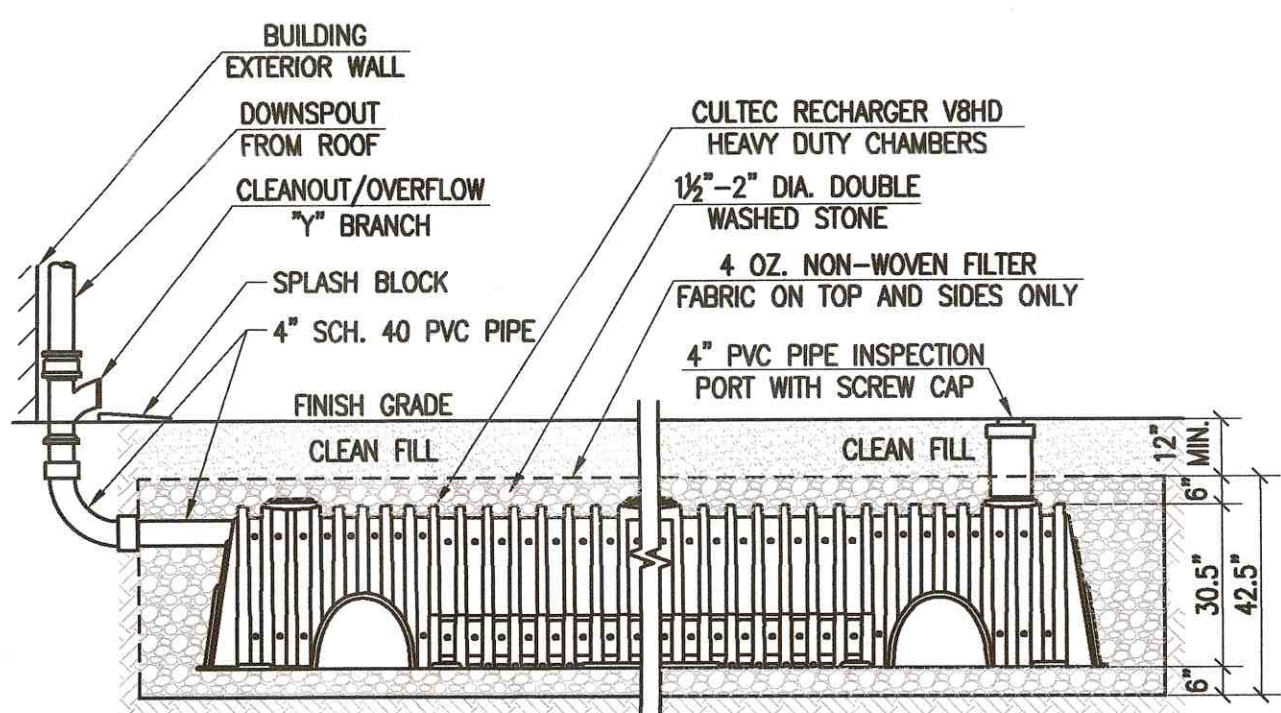 BUILDING
EXTERIOR WALL
DOWNSPOUT
FROM ROOF
CLEANOUT/OVERFLOW
"Y" BRANCH
SPLASH BLOCK
4" SCH. 40 PVC PIPE
CULTEC RECHARGER V8HD
HEAVY DUTY CHAMBERS
1½"-2" DIA. DOUBLE
WASHED STONE
4 OZ. NON-WOVEN FILTER
FABRIC ON TOP AND SIDES ONLY
4" PVC PIPE INSPECTION
PORT WITH SCREW CAP
FINISH GRADE
CLEAN FILL
CLEAN FILL
12"
MIN.
6"
30.5"
42.5"
6"